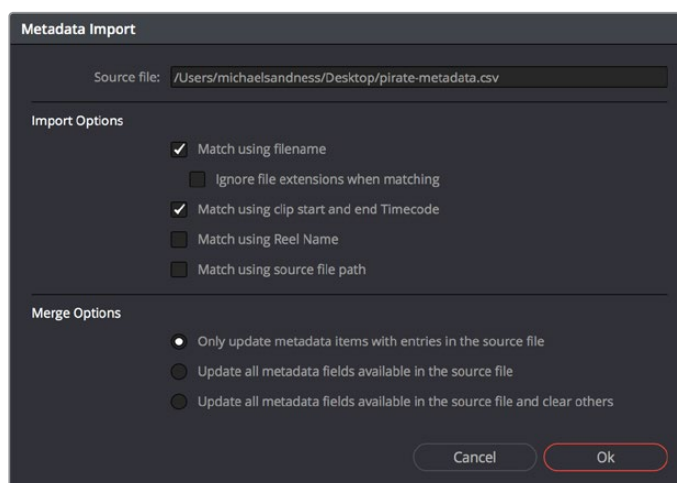 Metadata Import
Source file: /Users/michaelsandness/Desktop/pirate-metadata.csv
Import Options
Match using filename
Ignore file extensions when matching
Match using clip start and end Timecode
Match using Reel Name
Match using source file path
Merge Options
Only update metadata items with entries in the source file
Update all metadata fields available in the source file
Update all metadata fields available in the source file and clear others
Cancel Ok